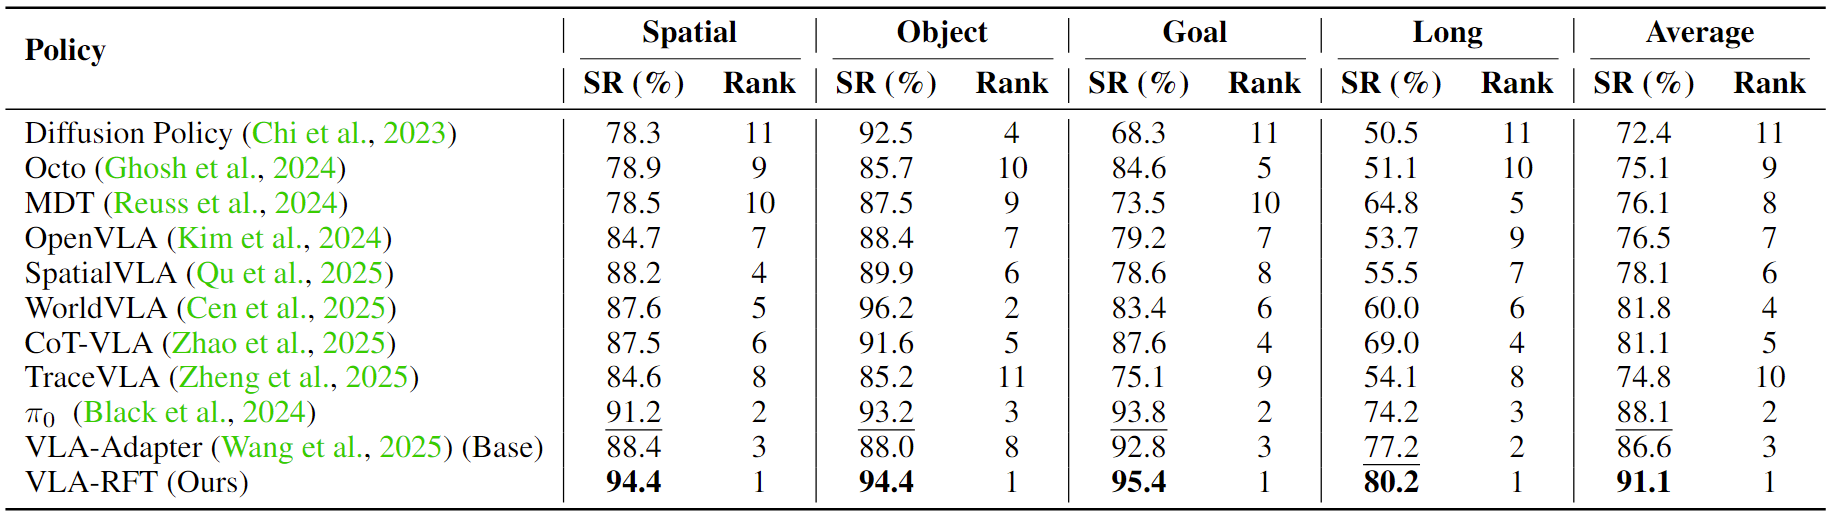 Policy Spatial Object Goal Long Average
SR (%) Rank SR (%) Rank SR (%) Rank SR (%) Rank SR (%) Rank
Diffusion Policy (Chi et al., 2023) 78.3 11 92.5 4 68.3 11 50.5 11 72.4 11
Octo (Ghosh et al., 2024) 78.9 9 85.7 10 84.6 5 51.1 10 75.1 9
MDT (Reuss et al., 2024) 78.5 10 87.5 9 73.5 10 64.8 5 76.1 8
OpenVLA (Kim et al., 2024) 84.7 7 88.4 7 79.2 7 53.7 9 76.5 7
SpatialVLA (Qu et al., 2025) 88.2 4 89.9 6 78.6 8 55.5 7 78.1 6
WorldVLA (Cen et al., 2025) 87.6 5 96.2 2 83.4 6 60.0 6 81.8 4
CoT-VLA (Zhao et al., 2025) 87.5 6 91.6 5 87.6 4 69.0 4 81.1 5
TraceVLA (Zheng et al., 2025) 84.6 8 85.2 11 75.1 9 54.1 8 74.8 10
π₀ (Black et al., 2024) 91.2 2 93.2 3 93.8 2 74.2 3 88.1 2
VLA-Adapter (Wang et al., 2025) (Base) 88.4 3 88.0 8 92.8 3 77.2 2 86.6 3
VLA-RFT (Ours) 94.4 1 94.4 1 95.4 1 80.2 1 91.1 1